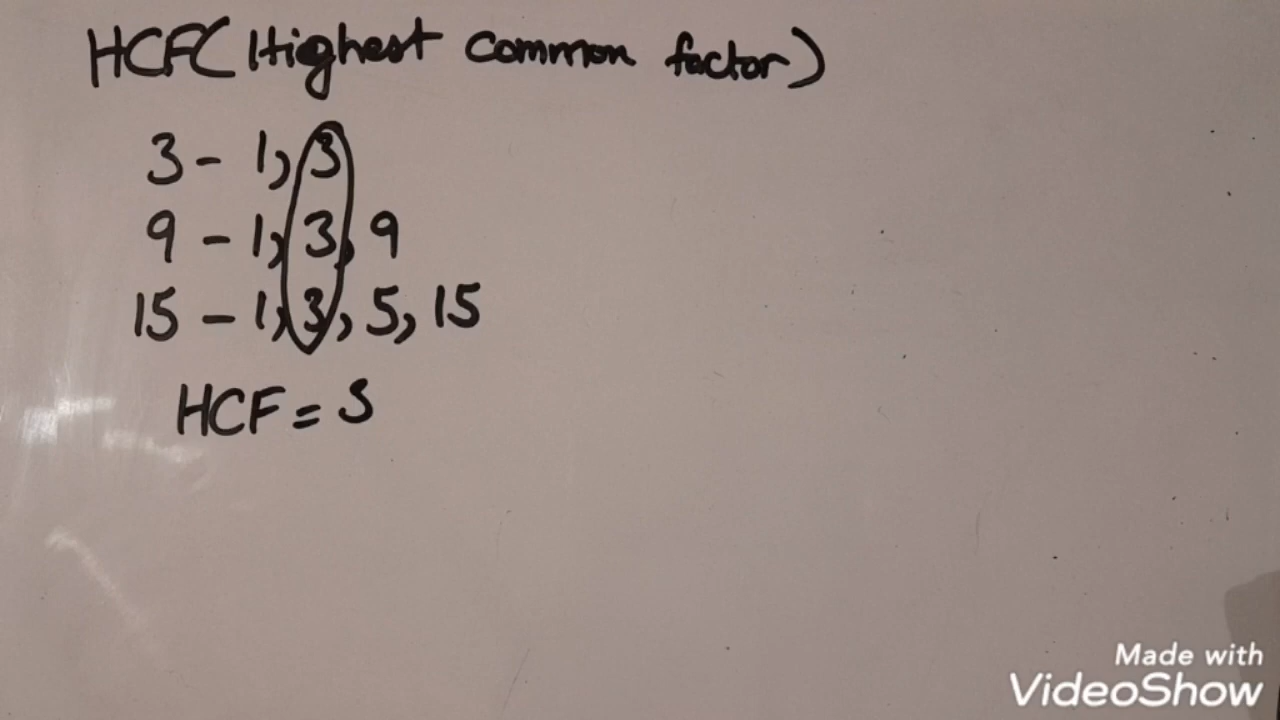 HCF(Highest common factor)
3 - 1, 3
9 - 1, 3, 9
15 - 1, 3, 5, 15
HCF = 3
Made with
VideoShow